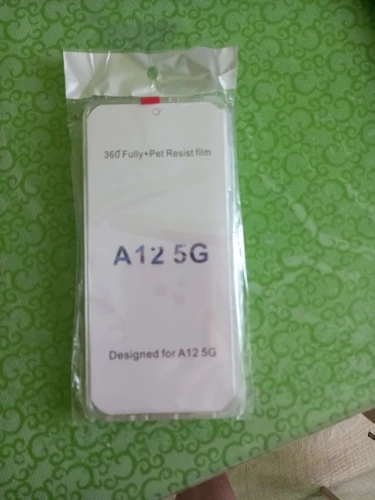 360° Fully+Pet Resist film
A12 5G
Designed for A12 5G